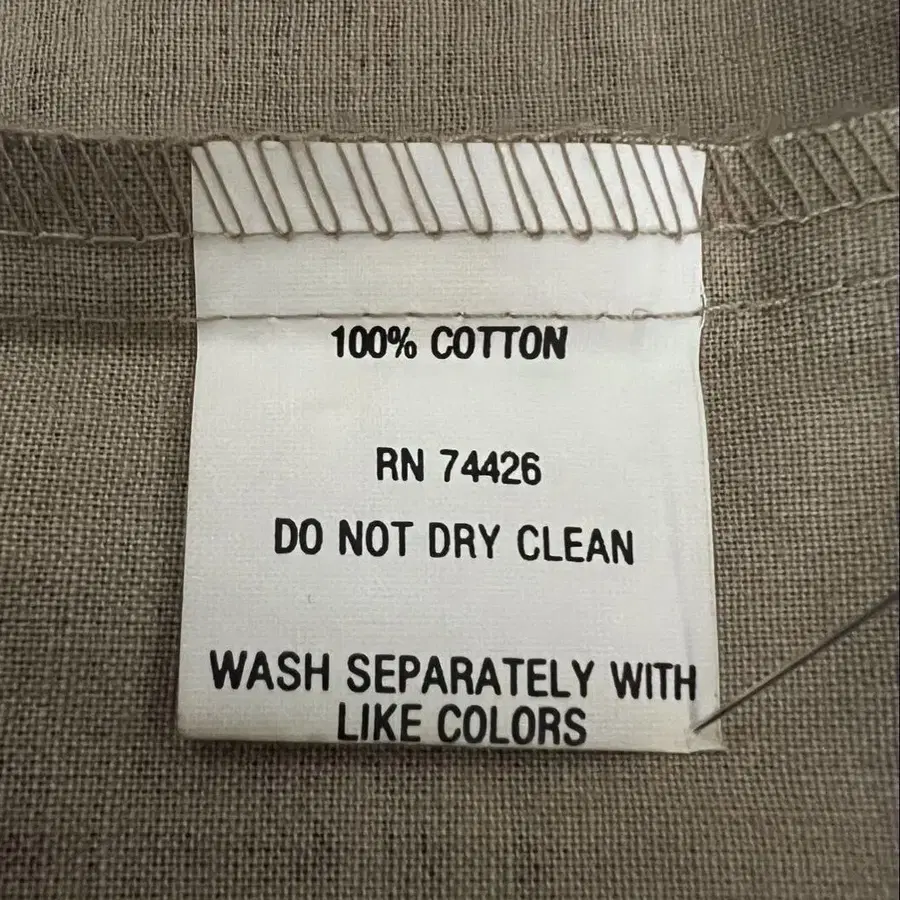 100% COTTON
RN 74426
DO NOT DRY CLEAN
WASH SEPARATELY WITH
LIKE COLORS